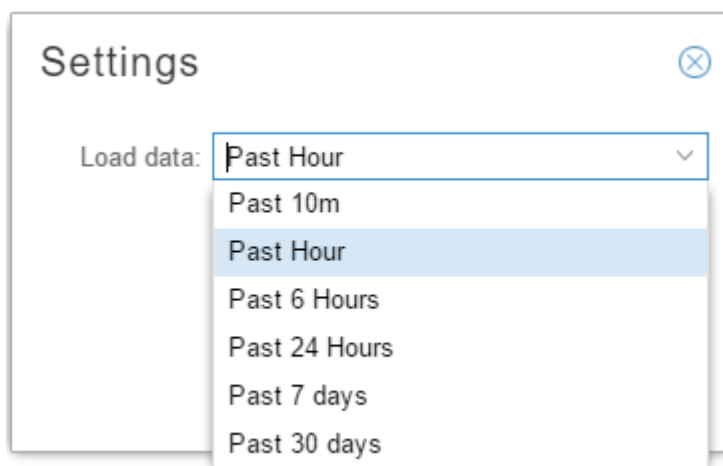 Settings
Load data: Past Hour
Past 10m
Past Hour
Past 6 Hours
Past 24 Hours
Past 7 days
Past 30 days